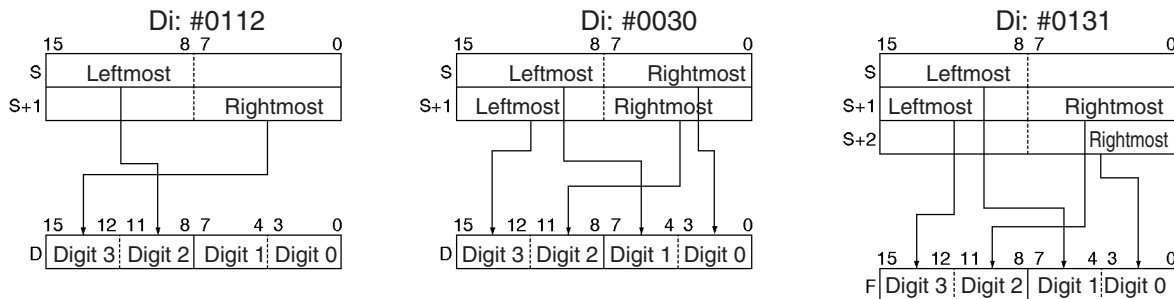 Di: #0112
15 8 7 0
S Leftmost
S+1 Rightmost
15 12 11 8 7 4 3 0
D Digit 3 Digit 2 Digit 1 Digit 0
Di: #0030
15 8 7 0
S Leftmost Rightmost
S+1 Leftmost Rightmost
15 12 11 8 7 4 3 0
D Digit 3 Digit 2 Digit 1 Digit 0
Di: #0131
15 8 7 0
S Leftmost
S+1 Leftmost Rightmost
S+2 Rightmost
15 12 11 8 7 4 3 0
F Digit 3 Digit 2 Digit 1 Digit 0